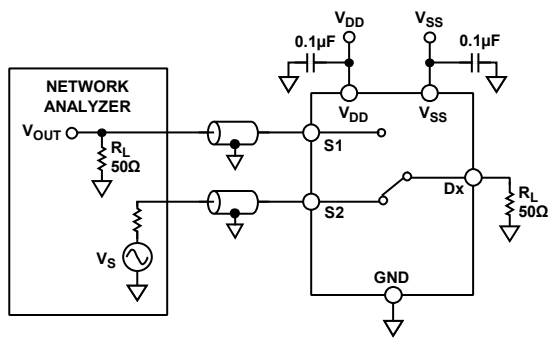 V_DD
V_SS
0.1µF
0.1µF
NETWORK
ANALYZER
V_DD
V_SS
V_OUT
R_L
50Ω
S1
S2
Dx
R_L
50Ω
V_S
GND